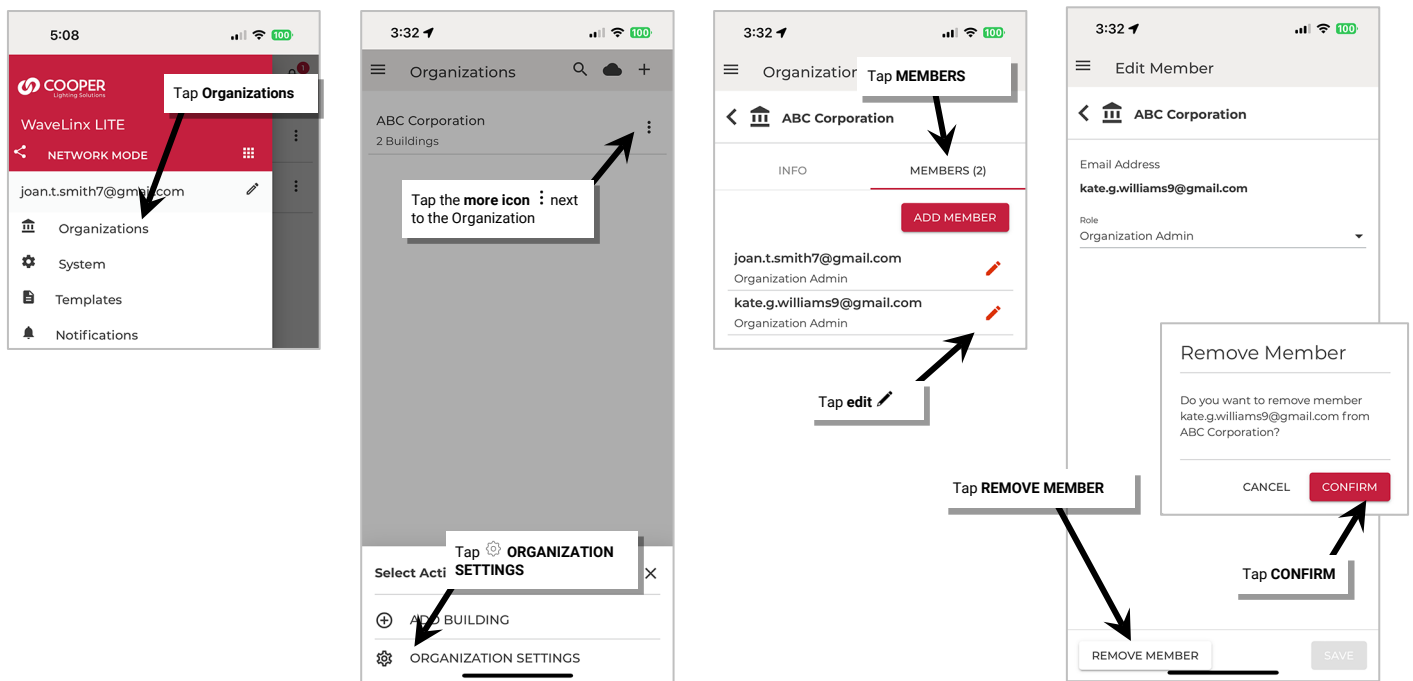 5:08
100
COOPER
Lighting Solutions
1
Tap Organizations
WaveLinx LITE
NETWORK MODE
joan.t.smith7@gmail.com
Organizations
System
Templates
Notifications
3:32
100
Organizations
ABC Corporation
2 Buildings
Tap the more icon ⋮ next
to the Organization
Tap ORGANIZATION
SETTINGS
Select Acti
ADD BUILDING
ORGANIZATION SETTINGS
3:32
100
Organization
Tap MEMBERS
ABC Corporation
INFO
MEMBERS (2)
ADD MEMBER
joan.t.smith7@gmail.com
Organization Admin
kate.g.williams9@gmail.com
Organization Admin
Tap edit
3:32
100
Edit Member
ABC Corporation
Email Address
kate.g.williams9@gmail.com
Role
Organization Admin
Remove Member
Do you want to remove member
kate.g.williams9@gmail.com from
ABC Corporation?
CANCEL
CONFIRM
Tap REMOVE MEMBER
Tap CONFIRM
REMOVE MEMBER
SAVE